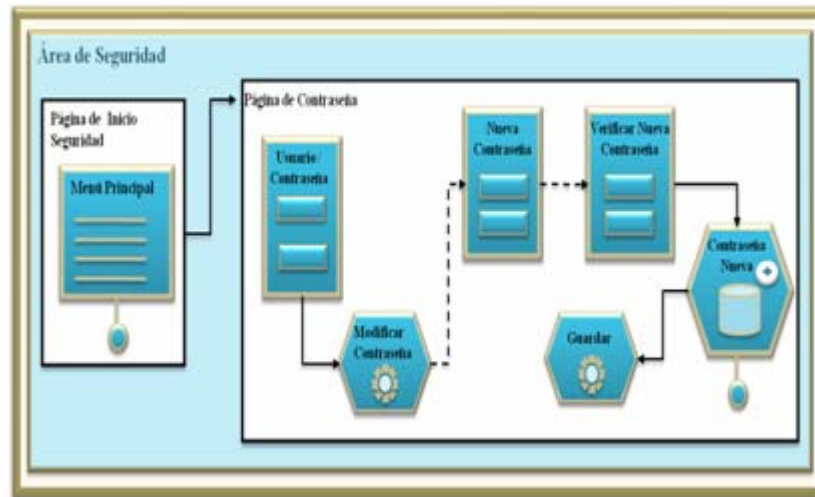 Área de Seguridad
Página de Inicio
Seguridad
Menú Principal
Página de Contraseña
Usuario /
Contraseña
Modificar
Contraseña
Nueva
Contraseña
Verificar Nueva
Contraseña
Contraseña
Nueva
Guardar